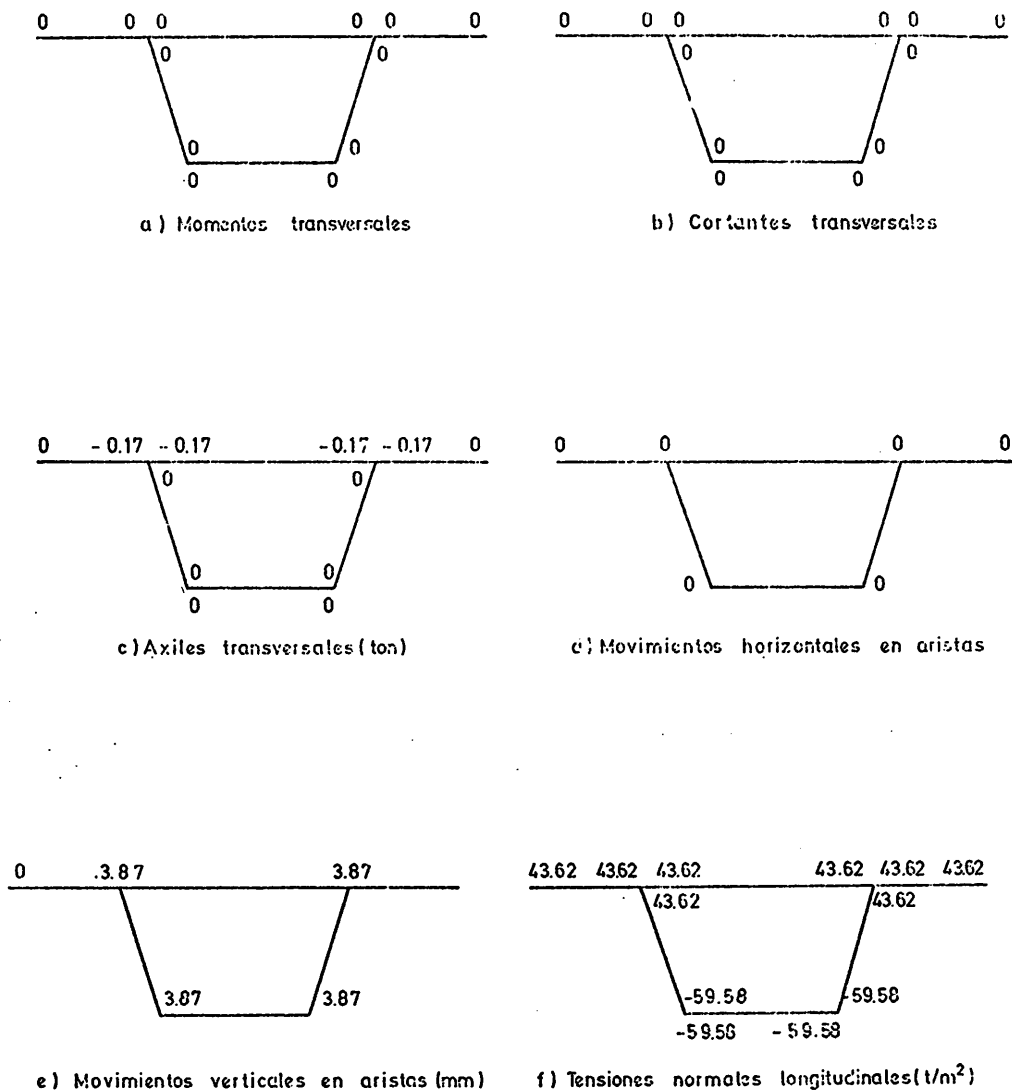 0 0 0 0 0 0
0 0
0 0
0 0
a) Momentos transversales
0 0 0 0 0 0
0 0
0 0
0 0
b) Cortantes transversales
0 -0.17 -0.17 -0.17 -0.17 0
0 0
0 0
0 0
c) Axiles transversales (ton)
0 0 0 0
0 0
d) Movimientos horizontales en aristas
0 3.87 3.87
3.87 3.87
e) Movimientos verticales en aristas (mm)
43.62 43.62 43.62 43.62 43.62 43.62
43.62 43.62
-59.58 -59.58
-59.58 -59.58
f) Tensiones normales longitudinales (t/m²)